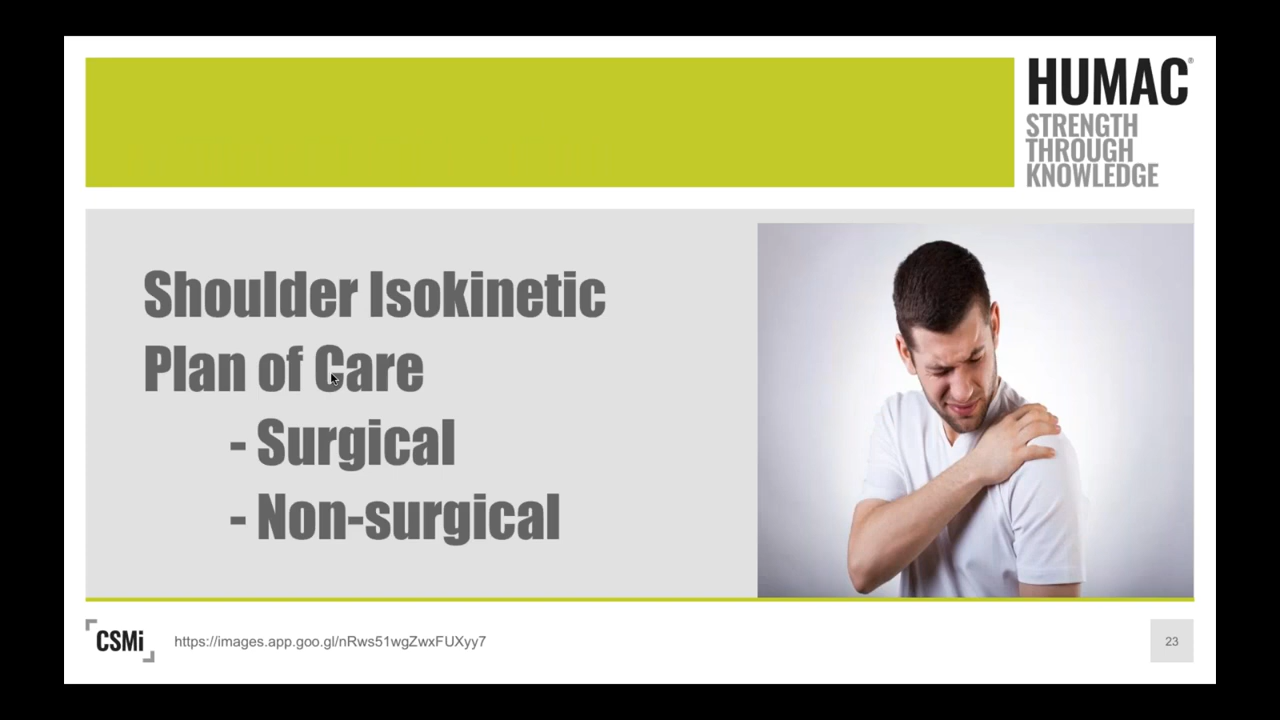 HUMAC®
STRENGTH
THROUGH
KNOWLEDGE
Shoulder Isokinetic
Plan of Care
- Surgical
- Non-surgical
CSMi
https://images.app.goo.gl/nRws51wgZwxFUXyy7
23